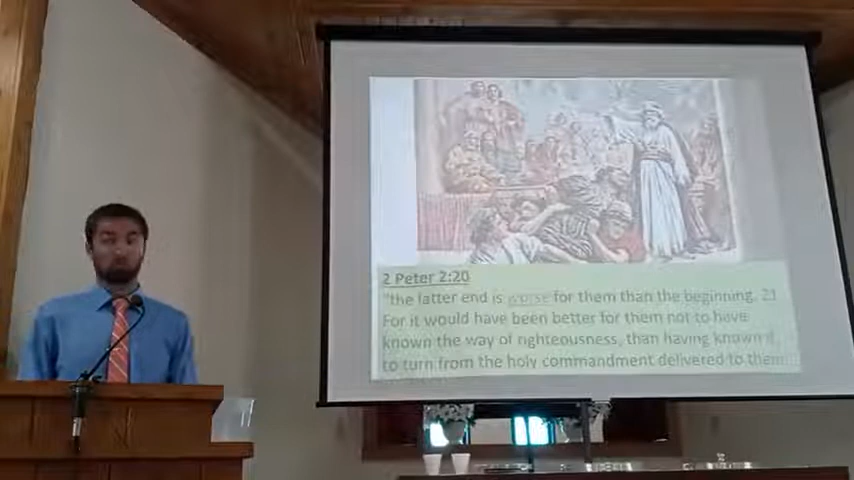 2 Peter 2:20
"the latter end is worse for them than the beginning. 21
For it would have been better for them not to have
known the way of righteousness, than having known it,
to turn from the holy commandment delivered to them